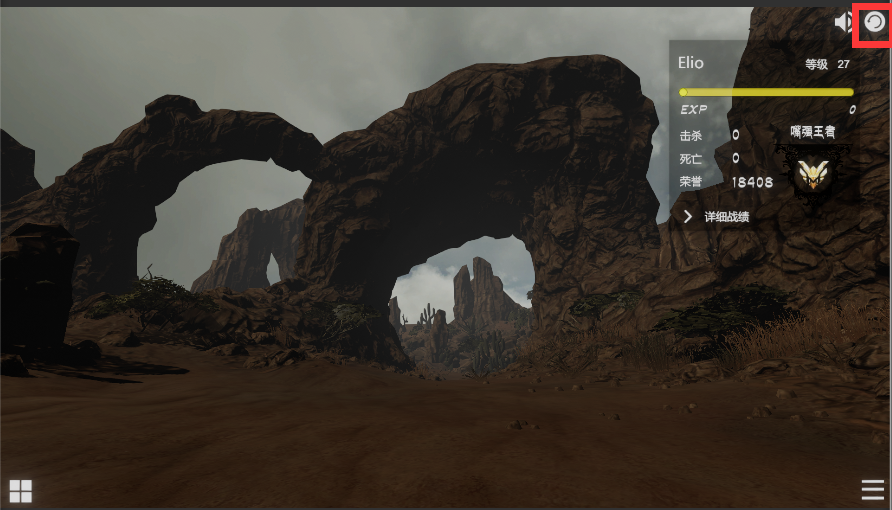 Elio 等级 27
EXP 0
击杀 0
死亡 0
荣誉 18408
嘴强王者
详细战绩